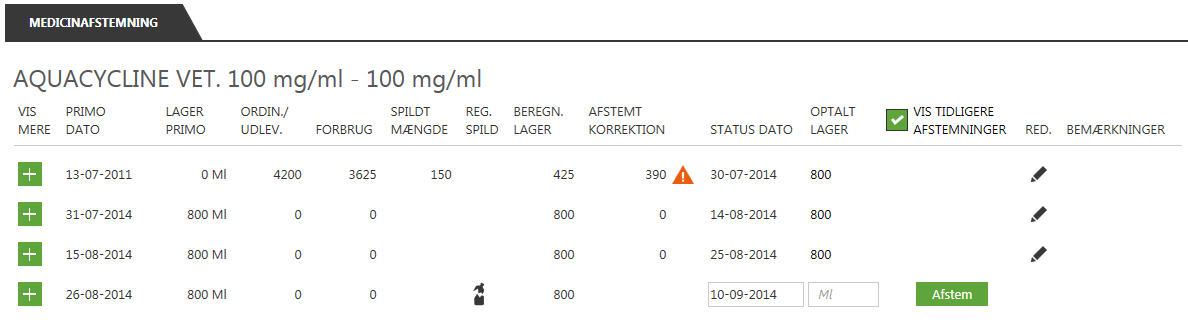 MEDICINAFSTEMNING
AQUACYCLINE VET. 100 mg/ml - 100 mg/ml
VIS MERE PRIMO DATO LAGER PRIMO ORDIN./ UDLEV. FORBRUG SPILDT MÆNGDE REG. SPILD BEREGN. LAGER AFSTEMT KORREKTION STATUS DATO OPTALT LAGER VIS TIDLIGERE AFSTEMNINGER RED. BEMÆRKNINGER
13-07-2011 0 Ml 4200 3625 150 425 390 30-07-2014 800
31-07-2014 800 Ml 0 0 800 0 14-08-2014 800
15-08-2014 800 Ml 0 0 800 0 25-08-2014 800
26-08-2014 800 Ml 0 0 800 10-09-2014 Ml Afstem